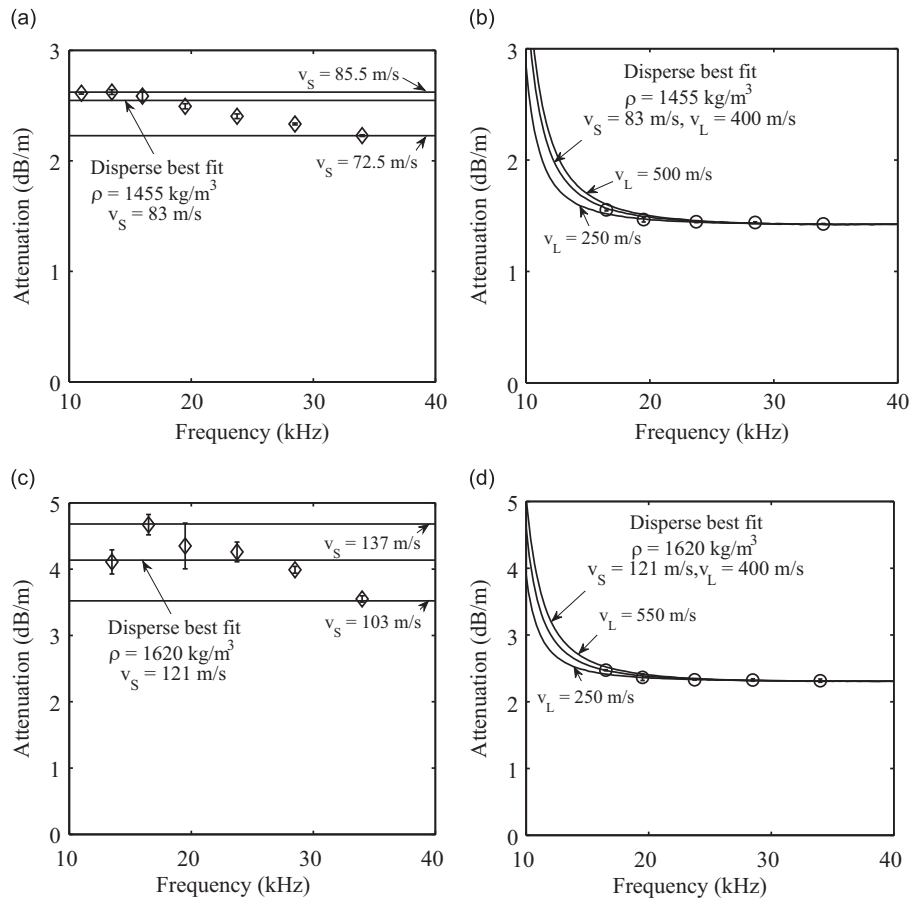 (a)
3
2
1
0
10
20
30
40
Attenuation (dB/m)
Frequency (kHz)
v_S = 85.5 m/s
v_S = 72.5 m/s
Disperse best fit
ρ = 1455 kg/m³
v_S = 83 m/s
(b)
3
2
1
0
10
20
30
40
Attenuation (dB/m)
Frequency (kHz)
Disperse best fit
ρ = 1455 kg/m³
v_S = 83 m/s, v_L = 400 m/s
v_L = 500 m/s
v_L = 250 m/s
(c)
5
4
3
2
1
0
10
20
30
40
Attenuation (dB/m)
Frequency (kHz)
v_S = 137 m/s
v_S = 103 m/s
Disperse best fit
ρ = 1620 kg/m³
v_S = 121 m/s
(d)
5
4
3
2
1
0
10
20
30
40
Attenuation (dB/m)
Frequency (kHz)
Disperse best fit
ρ = 1620 kg/m³
v_S = 121 m/s,v_L = 400 m/s
v_L = 550 m/s
v_L = 250 m/s